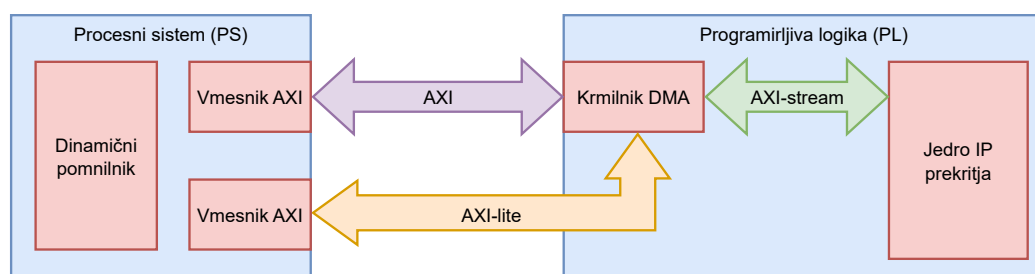 Procesni sistem (PS)
Programirljiva logika (PL)
Vmesnik AXI
AXI
Krmilnik DMA
AXI-stream
Dinamični
pomnilnik
Jedro IP
prekritja
Vmesnik AXI
AXI-lite